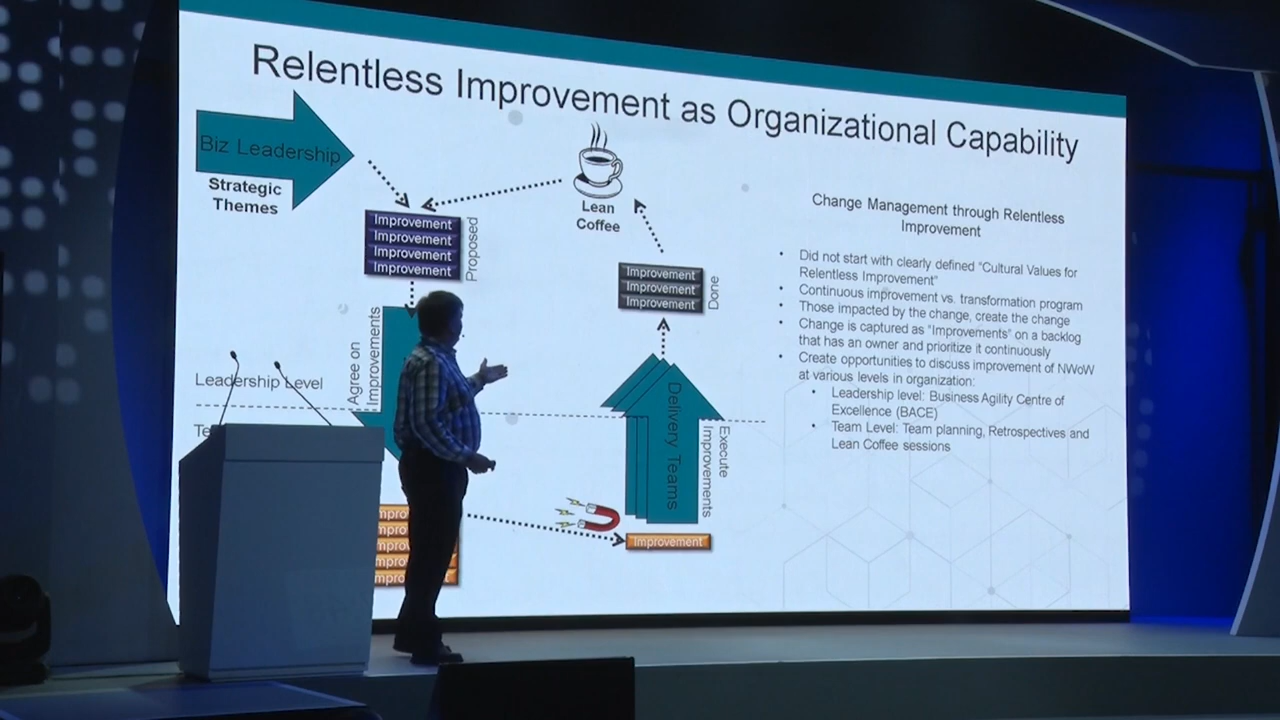 Relentless Improvement as Organizational Capability
Biz Leadership
Strategic
Themes
Improvement
Improvement
Improvement
Improvement
Proposed
Lean
Coffee
Improvement
Improvement
Improvement
Done
Agree on
Improvements
Leadership Level
Delivery Teams
Execute
Improvements
Improvement
Change Management through Relentless
Improvement
• Did not start with clearly defined "Cultural Values for
Relentless Improvement"
• Continuous improvement vs. transformation program
• Those impacted by the change, create the change
• Change is captured as "Improvements" on a backlog
that has an owner and prioritize it continuously
• Create opportunities to discuss improvement of NWoW
at various levels in organization:
• Leadership level: Business Agility Centre of
Excellence (BACE)
• Team Level: Team planning, Retrospectives and
Lean Coffee sessions